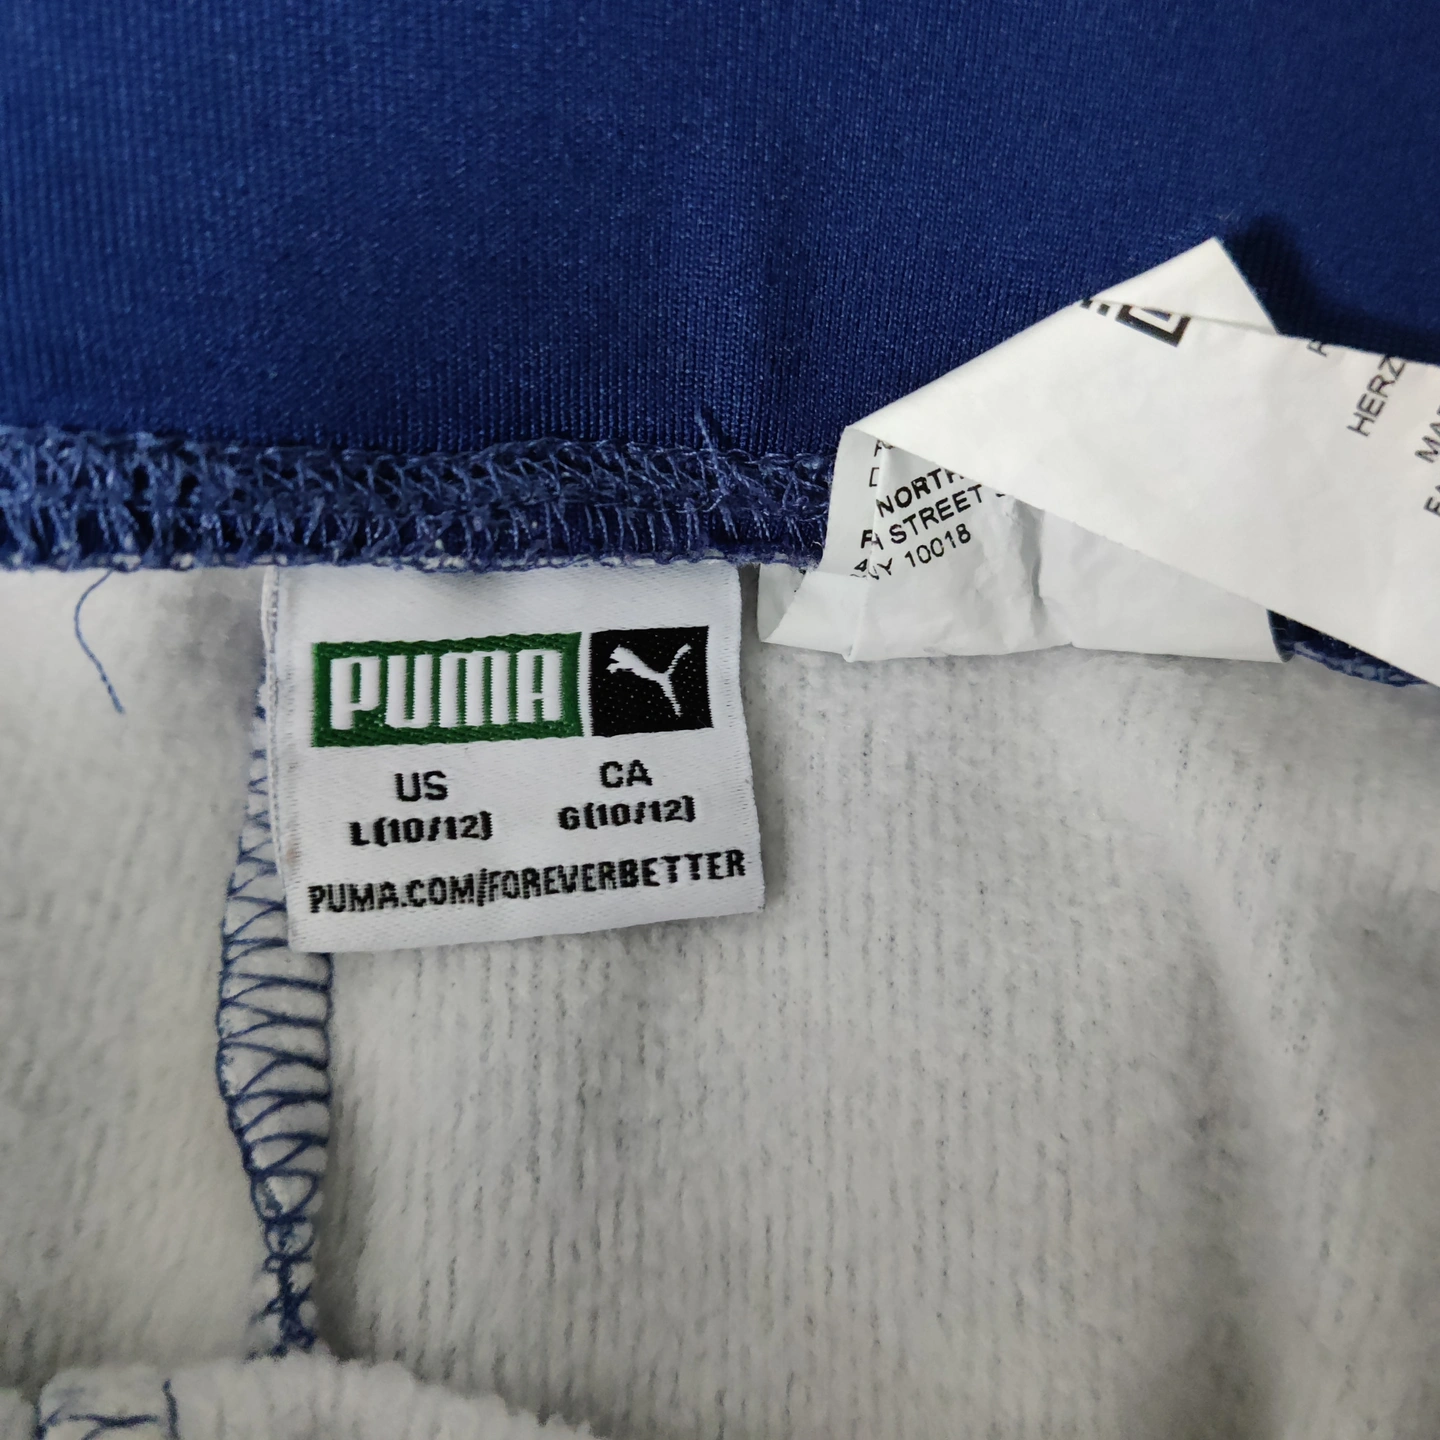 PUMA
US CA
L(10/12) G(10/12)
PUMA.COM/FOREVERBETTER
NORTH
STREET
10018
HERZ